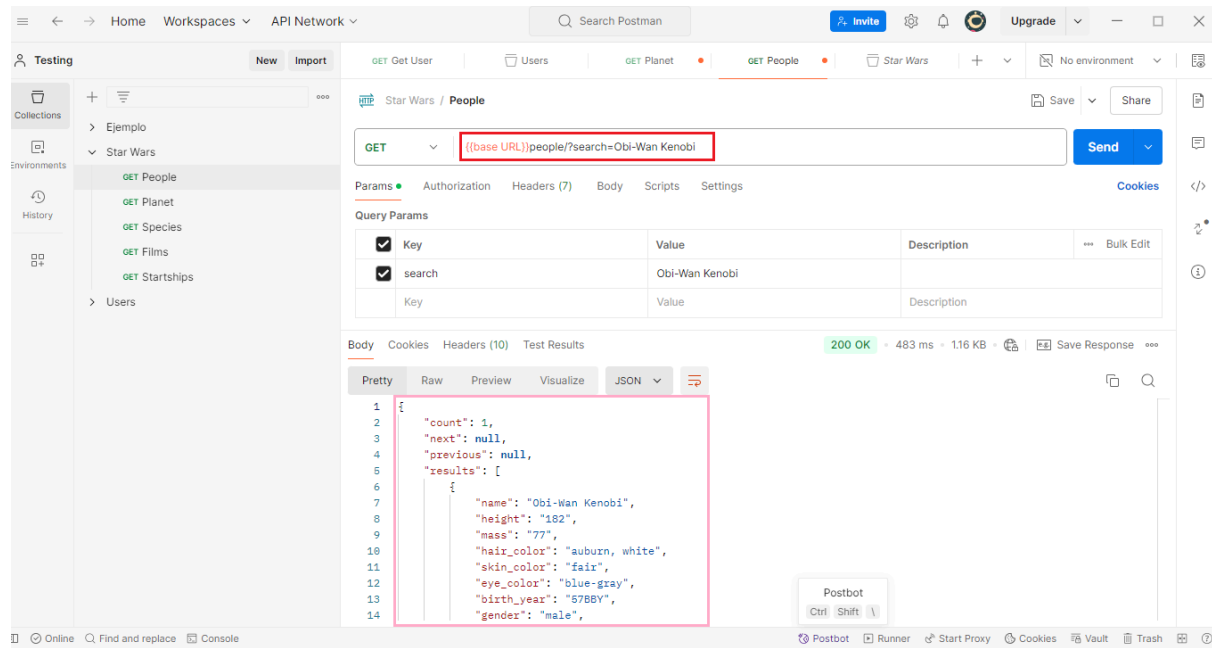 Home Workspaces API Network Search Postman Invite Upgrade
Testing New Import GET Get User Users GET Planet GET People Star Wars No environment
Collections
Environments
History
Ejemplo
Star Wars
GET People
GET Planet
GET Species
GET Films
GET Startships
Users
HTTP Star Wars / People Save Share
GET {{base URL}}people/?search=Obi-Wan Kenobi Send
Params Authorization Headers (7) Body Scripts Settings Cookies
Query Params
Key Value Description Bulk Edit
search Obi-Wan Kenobi
Key Value Description
Body Cookies Headers (10) Test Results 200 OK 483 ms 1.16 KB Save Response
Pretty Raw Preview Visualize JSON
1 {
2 "count": 1,
3 "next": null,
4 "previous": null,
5 "results": [
6 {
7 "name": "Obi-Wan Kenobi",
8 "height": "182",
9 "mass": "77",
10 "hair_color": "auburn, white",
11 "skin_color": "fair",
12 "eye_color": "blue-gray",
13 "birth_year": "57BBY",
14 "gender": "male",
Postbot
Ctrl Shift \
Online Find and replace Console Postbot Runner Start Proxy Cookies Vault Trash